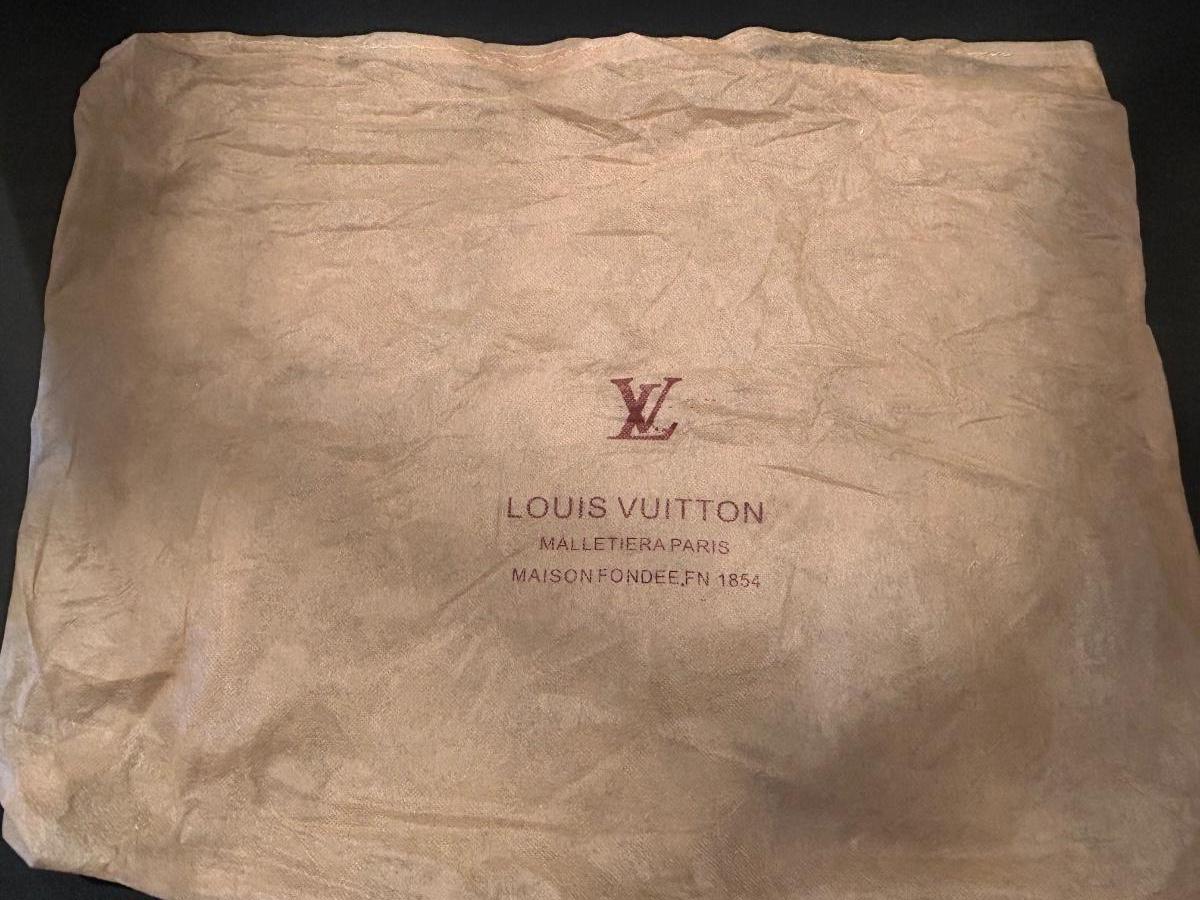 LV
LOUIS VUITTON
MALLETIERA PARIS
MAISON FONDEE.FN 1854